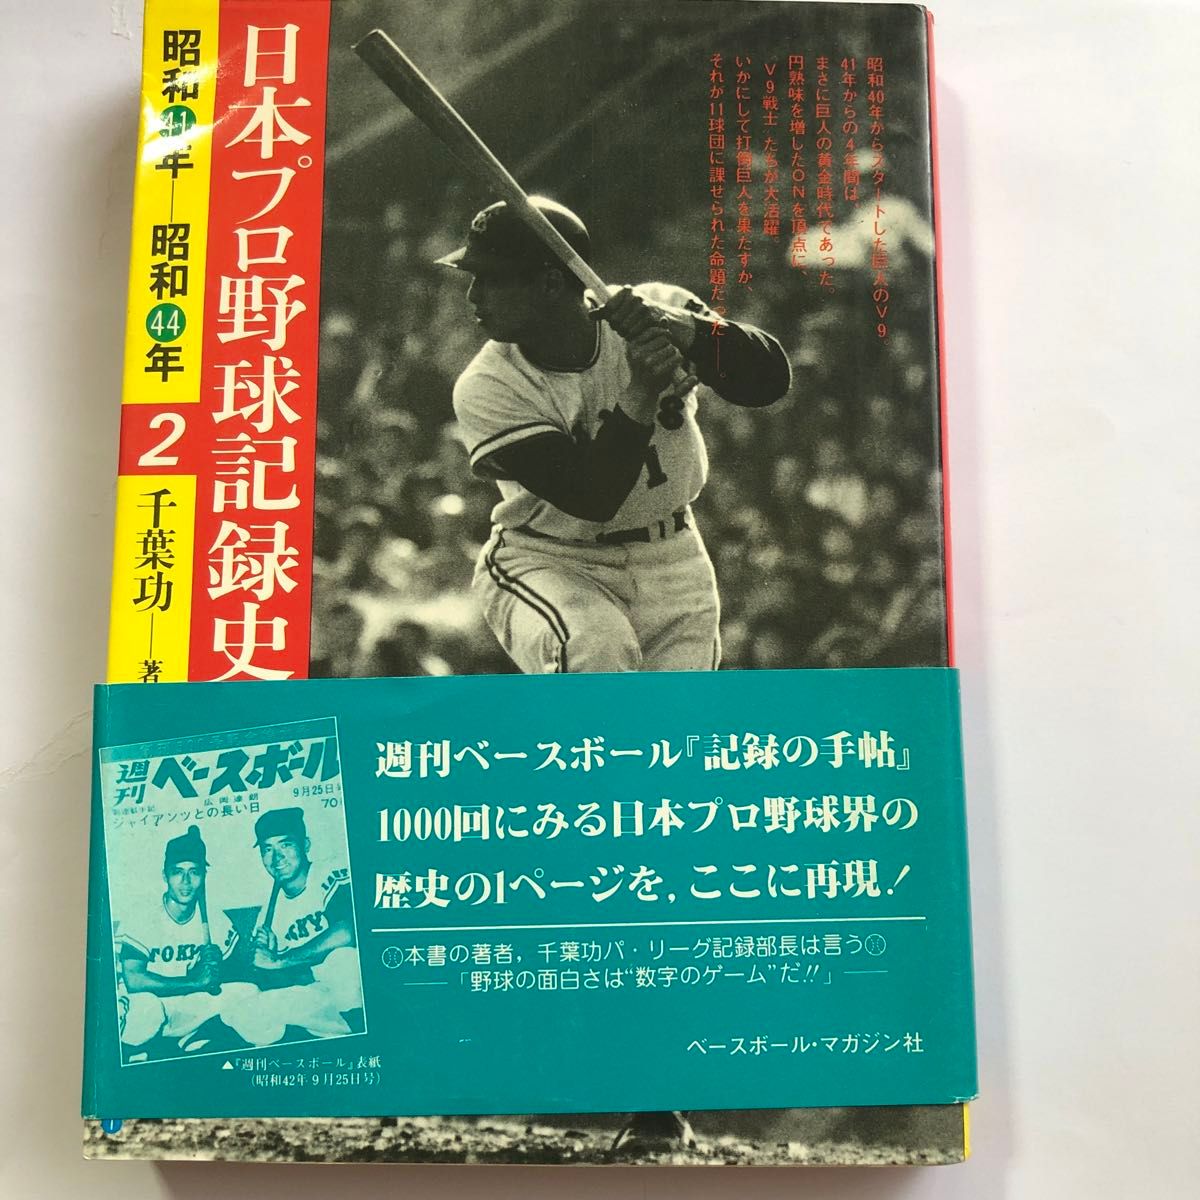 昭和40年からスタートした巨人のV9。
41年からの4年間は、
まさに巨人の黄金時代であった。
円熟味を増したONを頂点に、
V9戦士たちが大活躍。
いかにして打倒巨人を果たすか、
それが11球団に課せられた命題だった――。
日本プロ野球記録史
昭和41年―昭和44年
2
千葉功―著
1
週刊ベースボール
9月25日
70
広岡達朗
ジャイアンツとの長い日
TOKY
KY
週刊ベースボール『記録の手帖』
1000回にみる日本プロ野球界の
歴史の1ページを,ここに再現!
本書の著者,千葉功パ・リーグ記録部長は言う
――「野球の面白さは“数字のゲーム”だ!!」――
ベースボール・マガジン社
▲『週刊ベースボール』表紙
(昭和42年9月25日号)